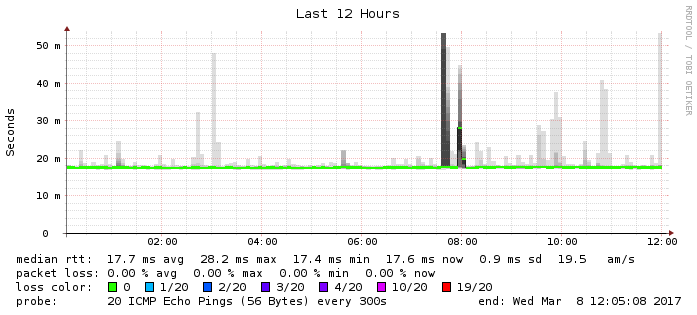 Last 12 Hours
RRDTOOL / TOBI OETIKER
Seconds
50 m
40 m
30 m
20 m
10 m
0
02:00 04:00 06:00 08:00 10:00 12:00
median rtt: 17.7 ms avg 28.2 ms max 17.4 ms min 17.6 ms now 0.9 ms sd 19.5 am/s
packet loss: 0.00 % avg 0.00 % max 0.00 % min 0.00 % now
loss color: 0 1/20 2/20 3/20 4/20 10/20 19/20
probe: 20 ICMP Echo Pings (56 Bytes) every 300s end: Wed Mar 8 12:05:08 2017